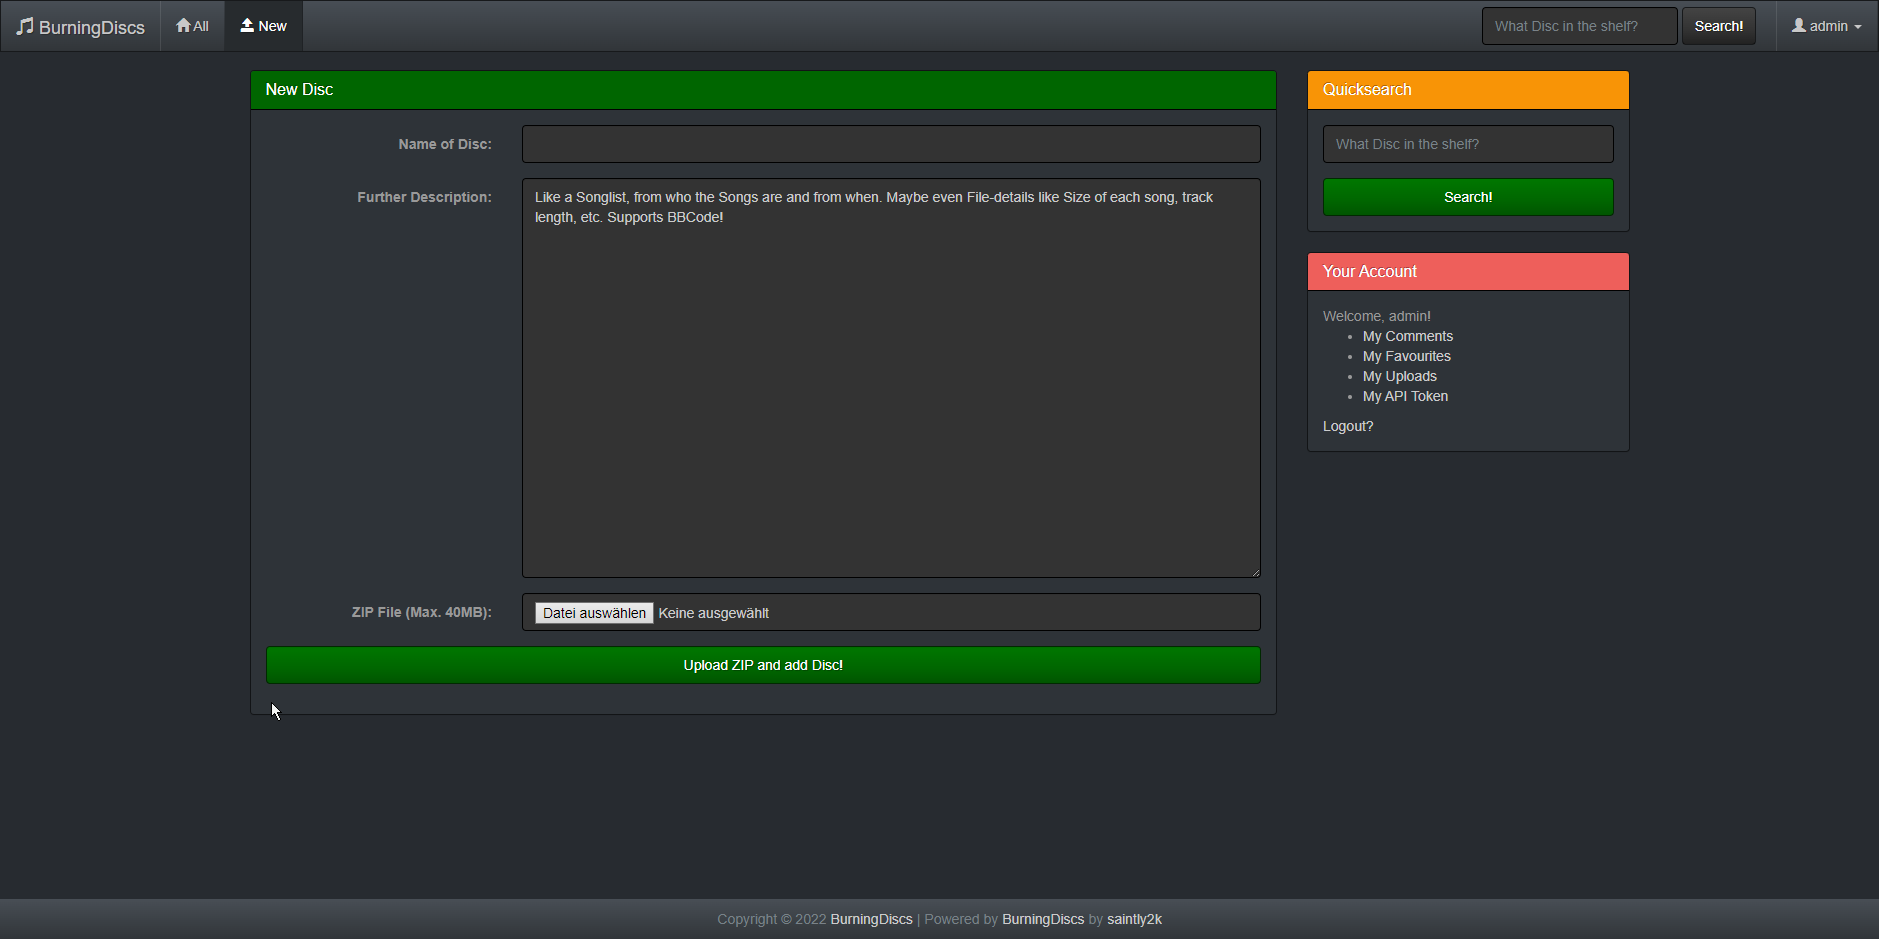 BurningDiscs
All
New
What Disc in the shelf?
Search!
admin
New Disc
Name of Disc:
Further Description:
Like a Songlist, from who the Songs are and from when. Maybe even File-details like Size of each song, track
length, etc. Supports BBCode!
ZIP File (Max. 40MB):
Datei auswählen Keine ausgewählt
Upload ZIP and add Disc!
Quicksearch
What Disc in the shelf?
Search!
Your Account
Welcome, admin!
My Comments
My Favourites
My Uploads
My API Token
Logout?
Copyright © 2022 BurningDiscs | Powered by BurningDiscs by saintly2k